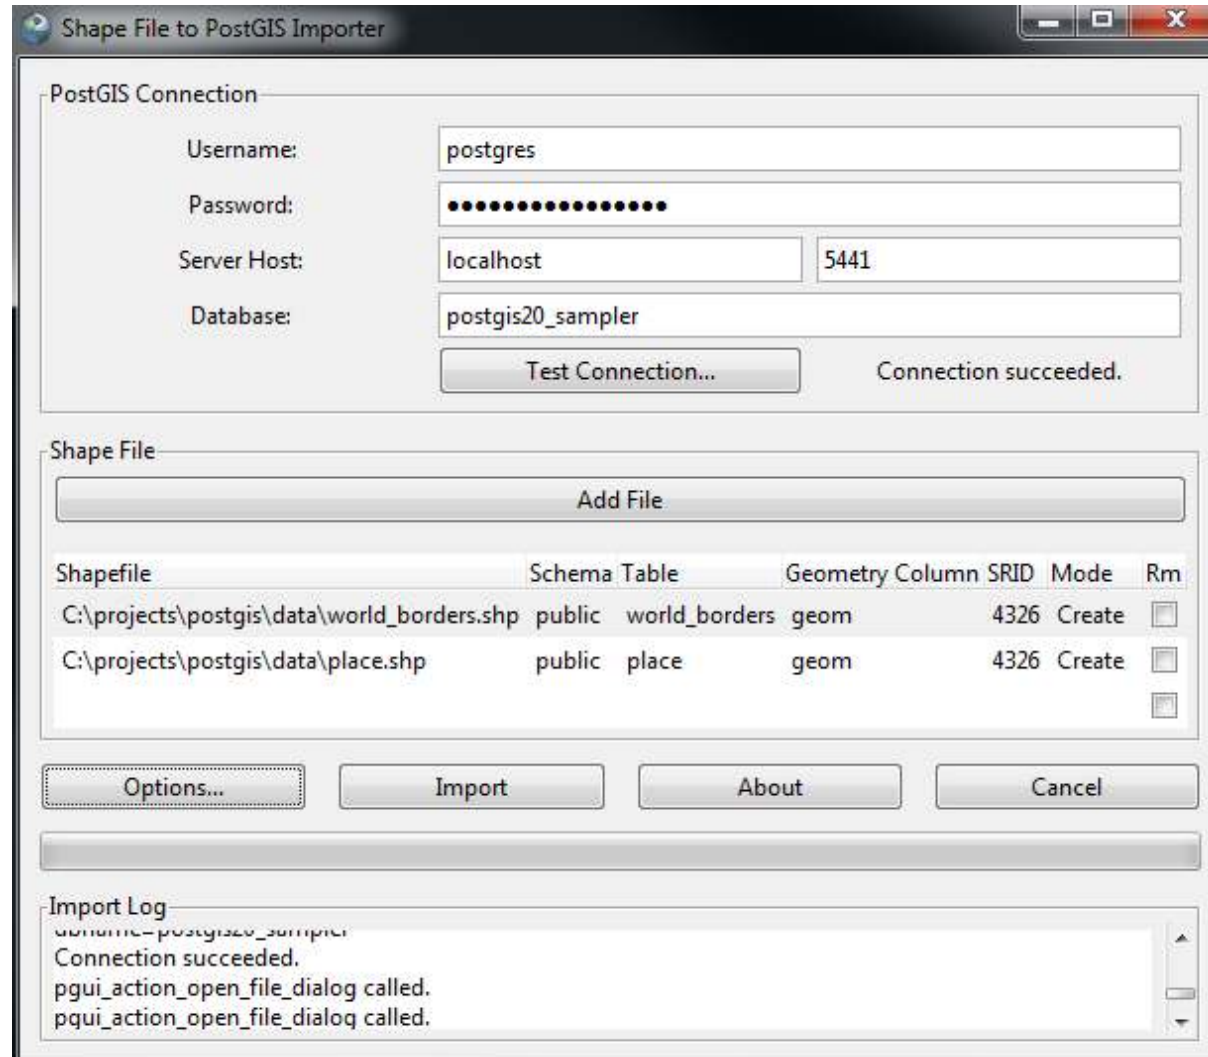 Shape File to PostGIS Importer
PostGIS Connection
Username: postgres
Password: ●●●●●●●●●●●●●●●●
Server Host: localhost 5441
Database: postgis20_sampler
Test Connection... Connection succeeded.
Shape File
Add File
Shapefile Schema Table Geometry Column SRID Mode Rm
C:\projects\postgis\data\world_borders.shp public world_borders geom 4326 Create
C:\projects\postgis\data\place.shp public place geom 4326 Create
Options... Import About Cancel
Import Log
dbname=postgis20_sampler
Connection succeeded.
pgui_action_open_file_dialog called.
pgui_action_open_file_dialog called.